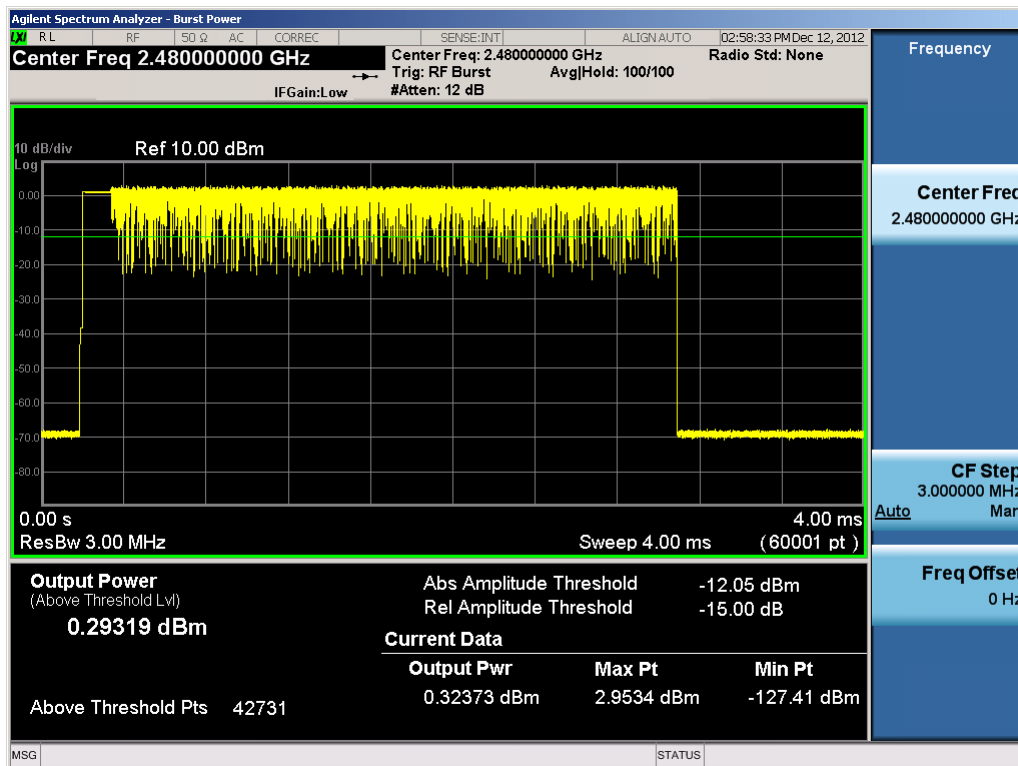 Agilent Spectrum Analyzer - Burst Power
LXI RL RF 50 Ω AC CORREC SENSE:INT ALIGN AUTO 02:58:33 PM Dec 12, 2012
Center Freq 2.480000000 GHz
Center Freq: 2.480000000 GHz Radio Std: None
Trig: RF Burst Avg|Hold: 100/100
IFGain:Low #Atten: 12 dB
10 dB/div Ref 10.00 dBm
Log
0.00
-10.0
-20.0
-30.0
-40.0
-50.0
-60.0
-70.0
-80.0
0.00 s 4.00 ms
ResBw 3.00 MHz Sweep 4.00 ms (60001 pt)
Output Power
(Above Threshold Lvl)
0.29319 dBm
Above Threshold Pts 42731
Abs Amplitude Threshold -12.05 dBm
Rel Amplitude Threshold -15.00 dB
Current Data
Output Pwr Max Pt Min Pt
0.32373 dBm 2.9534 dBm -127.41 dBm
MSG STATUS
Frequency
Center Freq
2.480000000 GHz
CF Step
3.000000 MHz
Auto Man
Freq Offset
0 Hz